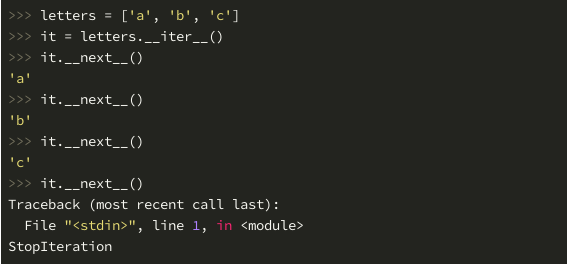 >>> letters = ['a', 'b', 'c']
>>> it = letters.__iter__()
>>> it.__next__()
'a'
>>> it.__next__()
'b'
>>> it.__next__()
'c'
>>> it.__next__()
Traceback (most recent call last):
  File "<stdin>", line 1, in <module>
StopIteration